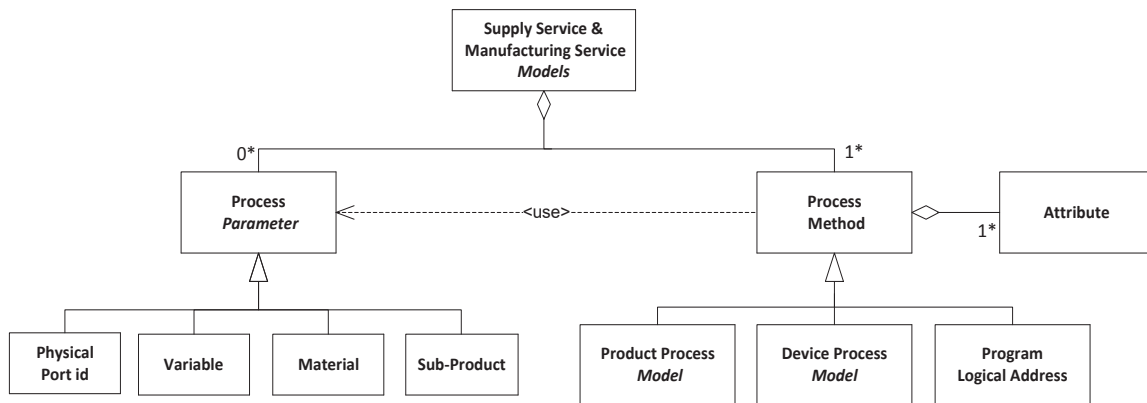 Supply Service &
Manufacturing Service
Models
0*
1*
Process
Parameter
<use>
Process
Method
1*
Attribute
Physical
Port id
Variable
Material
Sub-Product
Product Process
Model
Device Process
Model
Program
Logical Address